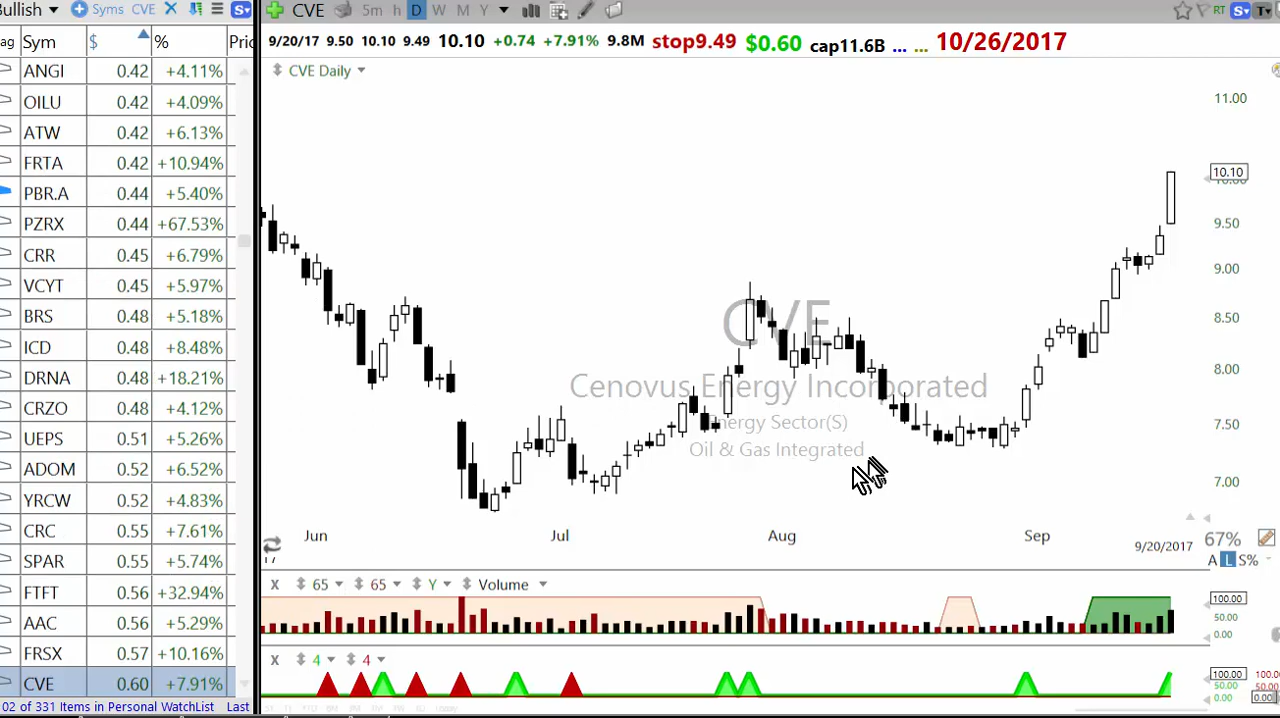 Bullish Syms CVE S
CVE 5m h D W M Y RT S T
ag Sym $ % Pric
9/20/17 9.50 10.10 9.49 10.10 +0.74 +7.91% 9.8M stop9.49 $0.60 cap11.6B ... ... 10/26/2017
CVE Daily
ANGI 0.42 +4.11%
OILU 0.42 +4.09%
ATW 0.42 +6.13%
FRTA 0.42 +10.94%
PBR.A 0.44 +5.40%
PZRX 0.44 +67.53%
CRR 0.45 +6.79%
VCYT 0.45 +5.97%
BRS 0.48 +5.18%
ICD 0.48 +8.48%
DRNA 0.48 +18.21%
CRZO 0.48 +4.12%
UEPS 0.51 +5.26%
ADOM 0.52 +6.52%
YRCW 0.52 +4.83%
CRC 0.55 +7.61%
SPAR 0.55 +5.74%
FTFT 0.56 +32.94%
AAC 0.56 +5.29%
FRSX 0.57 +10.16%
CVE 0.60 +7.91%
02 of 331 Items in Personal WatchList Last
11.00
10.10
10.00
9.50
9.00
8.50
8.00
7.50
7.00
CVE
Cenovus Energy Incorporated
Energy Sector(S)
Oil & Gas Integrated
Jun Jul Aug Sep 9/20/2017
17
67%
A L S%
X 65 65 Y Volume
100.00
50.00
0.00
X 4 4
100.00 100.0
50.00 50.00
0.00 0.00